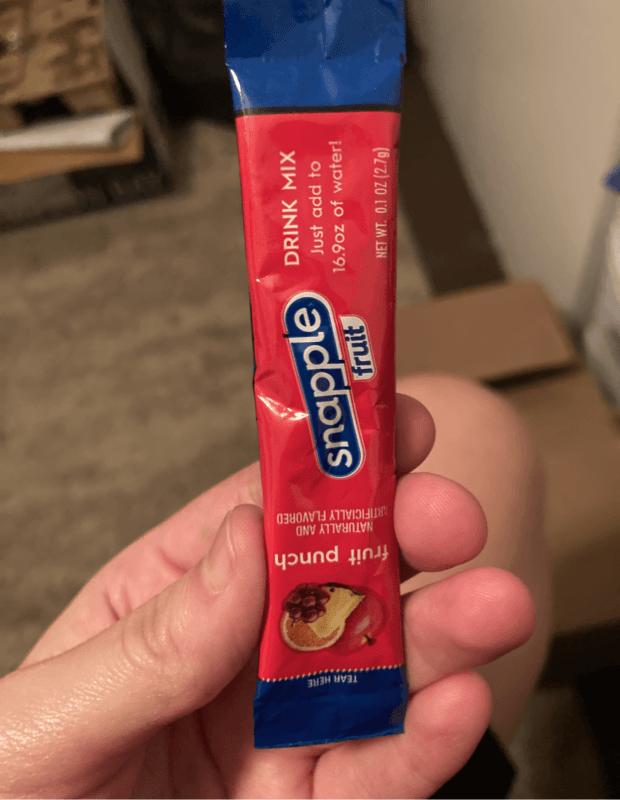 DRINK MIX
Just add to
16.9oz of water!
NET WT. 0.1 OZ (2.7g)
snapple
fruit
fruit punch
NATURALLY AND
ARTIFICIALLY FLAVORED
TEAR HERE